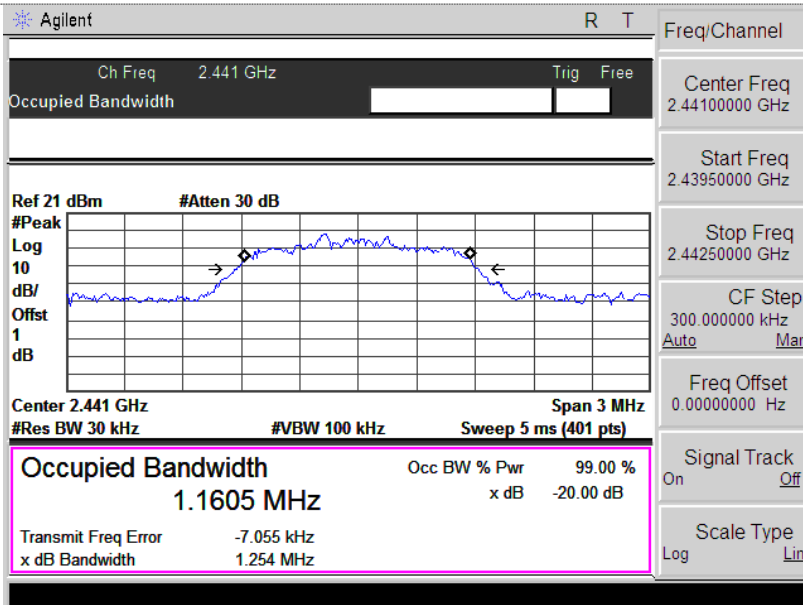 Agilent R T
Ch Freq 2.441 GHz Trig Free
Occupied Bandwidth
Ref 21 dBm #Atten 30 dB
#Peak
Log
10
dB/
Offst
1
dB
Center 2.441 GHz Span 3 MHz
#Res BW 30 kHz #VBW 100 kHz Sweep 5 ms (401 pts)
Occupied Bandwidth Occ BW % Pwr 99.00 %
1.1605 MHz x dB -20.00 dB
Transmit Freq Error -7.055 kHz
x dB Bandwidth 1.254 MHz
Freq/Channel
Center Freq
2.44100000 GHz
Start Freq
2.43950000 GHz
Stop Freq
2.44250000 GHz
CF Step
300.000000 kHz
Auto Mar
Freq Offset
0.00000000 Hz
Signal Track
On Off
Scale Type
Log Lin